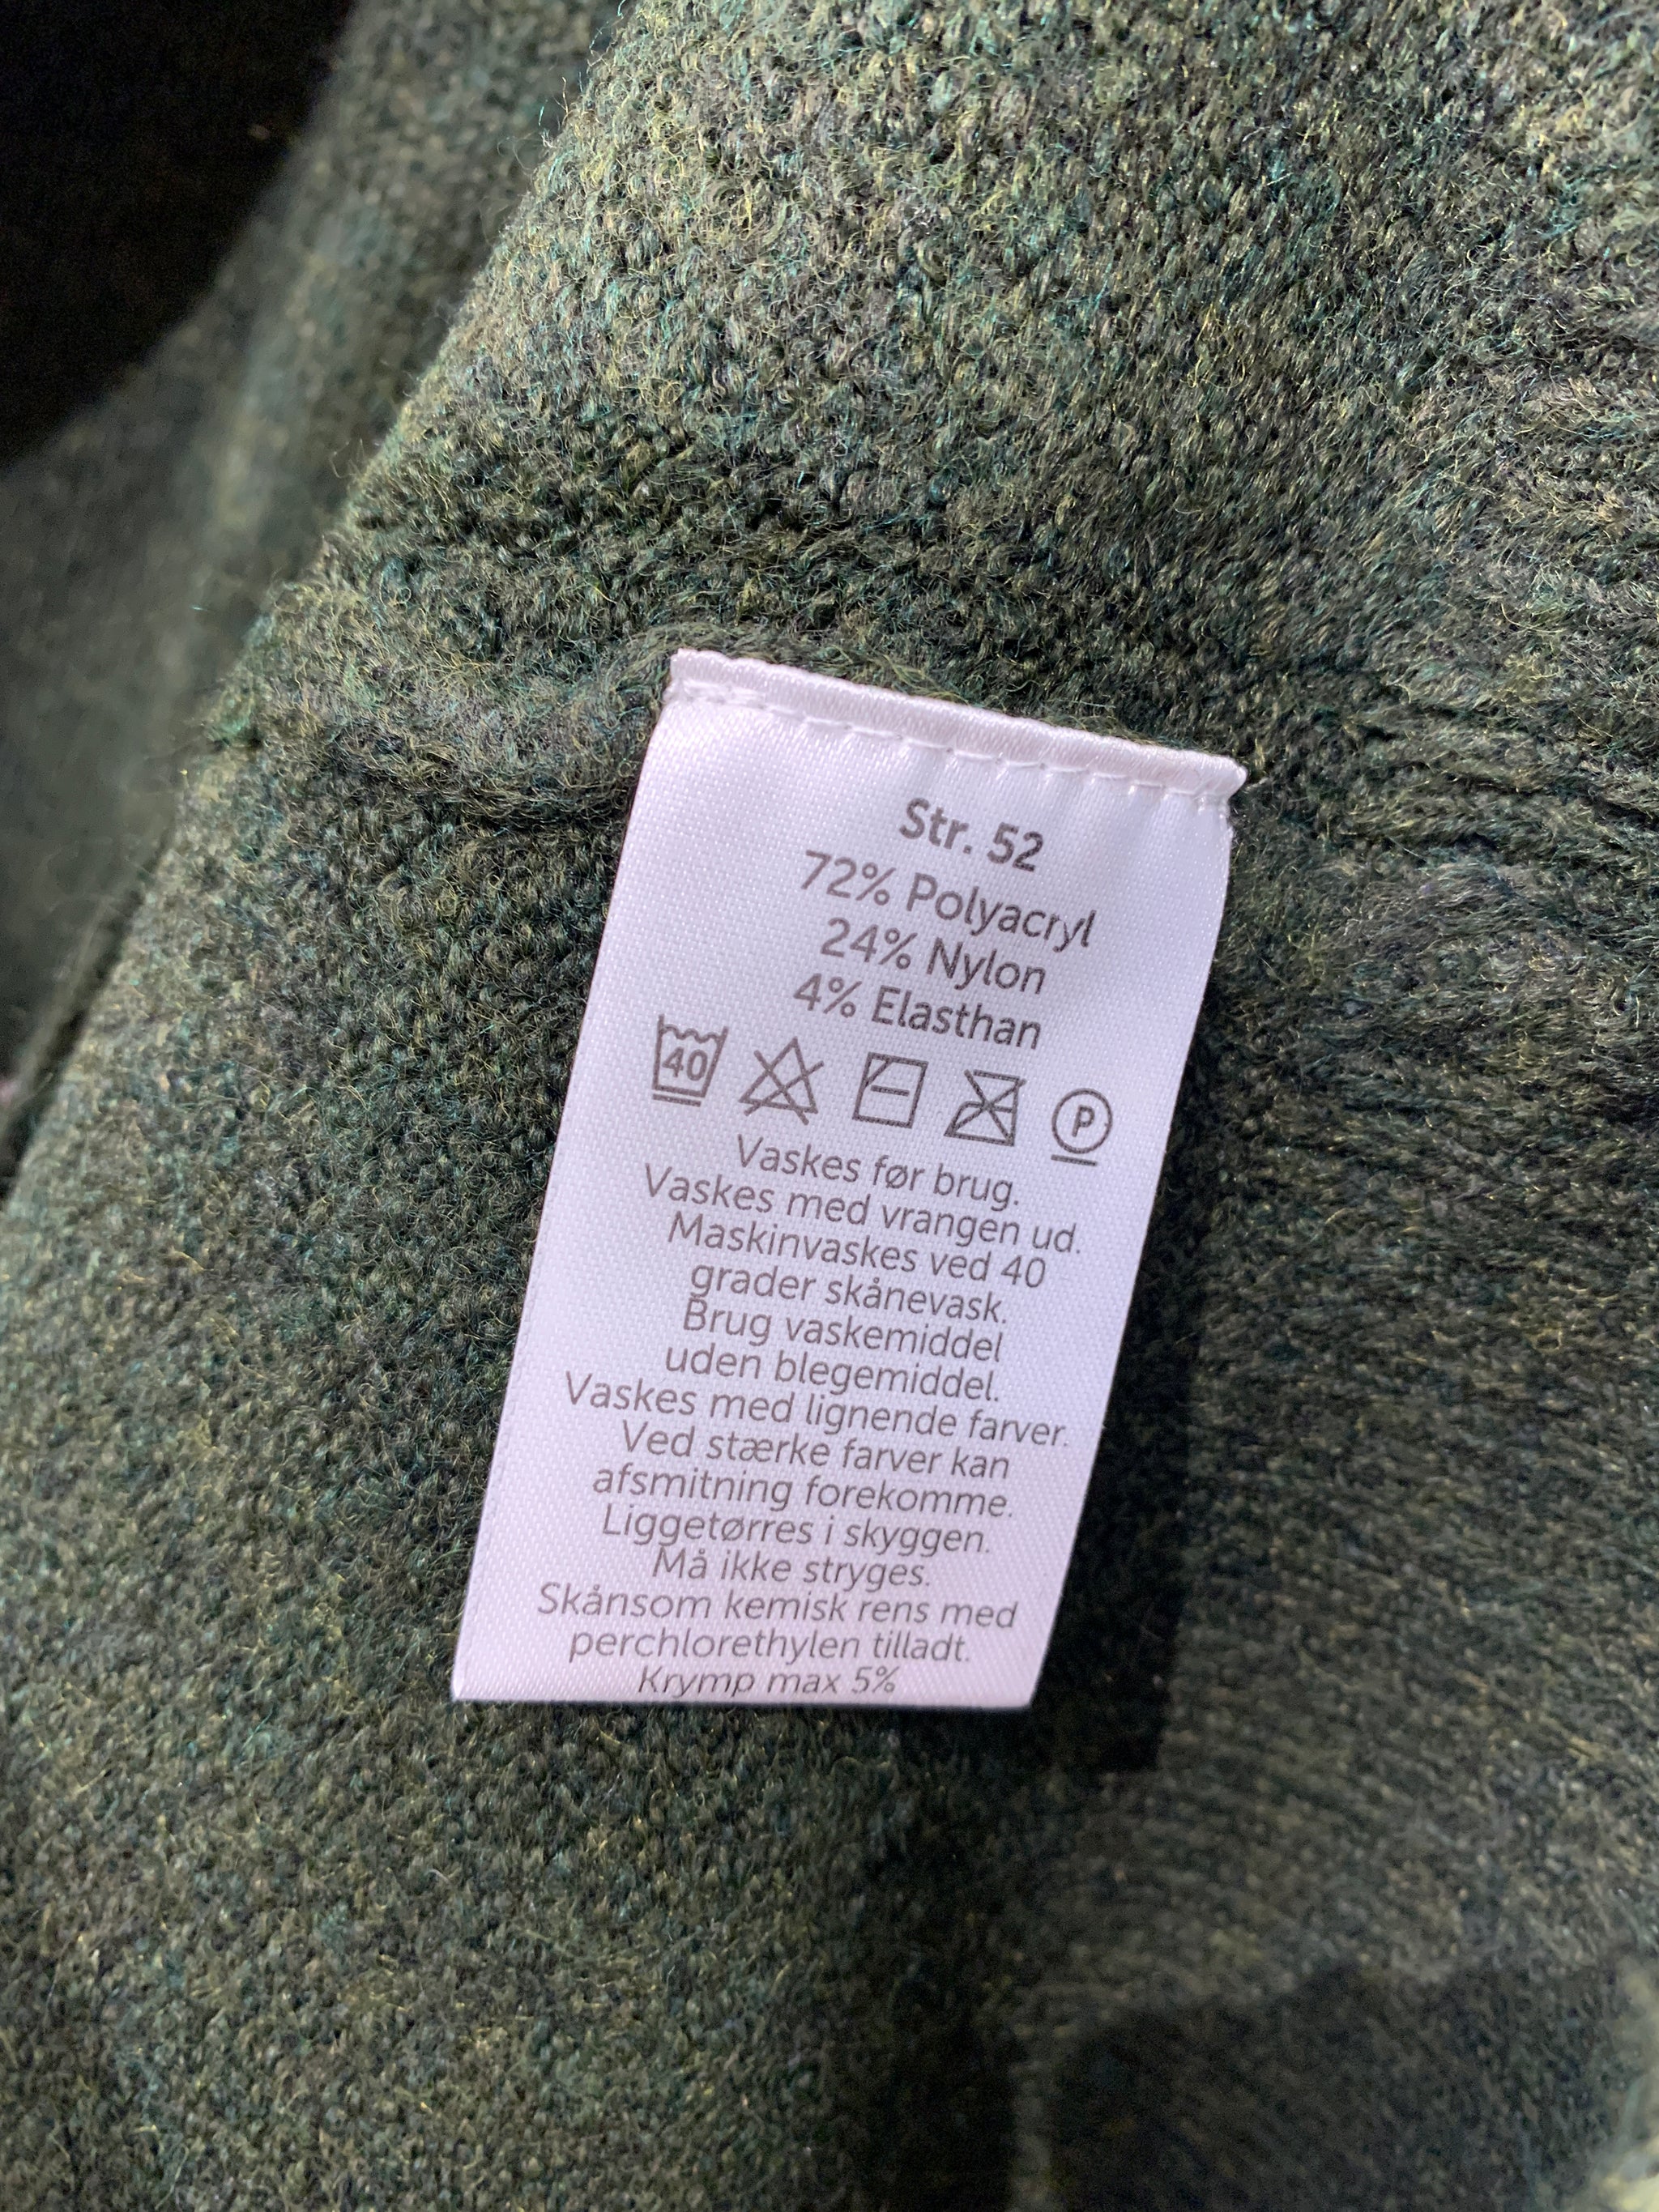 Str. 52
72% Polyacryl
24% Nylon
4% Elasthan
40 P
Vaskes før brug.
Vaskes med vrangen ud.
Maskinvaskes ved 40
grader skånevask.
Brug vaskemiddel
uden blegemiddel.
Vaskes med lignende farver.
Ved stærke farver kan
afsmitning forekomme.
Liggetørres i skyggen.
Må ikke stryges.
Skånsom kemisk rens med
perchlorethylen tilladt.
Krymp max 5%